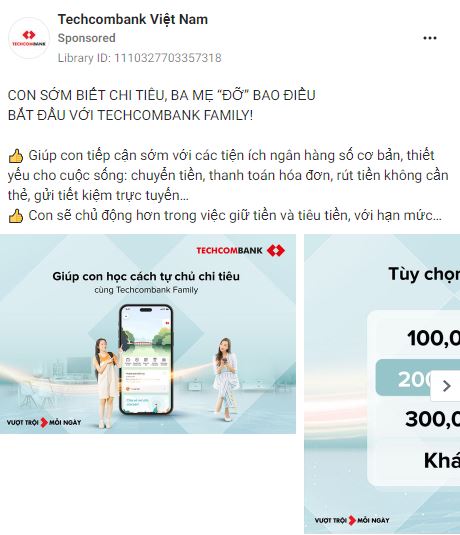 Techcombank Việt Nam
Sponsored
Library ID: 1110327703357318
CON SỚM BIẾT CHI TIÊU, BA MẸ “ĐỠ” BAO ĐIỀU
BẮT ĐẦU VỚI TECHCOMBANK FAMILY!
👍 Giúp con tiếp cận sớm với các tiện ích ngân hàng số cơ bản, thiết
yếu cho cuộc sống: chuyển tiền, thanh toán hóa đơn, rút tiền không cần
thẻ, gửi tiết kiệm trực tuyến...
👍 Con sẽ chủ động hơn trong việc giữ tiền và tiêu tiền, với hạn mức...
TECHCOMBANK
Giúp con học cách tự chủ chi tiêu
cùng Techcombank Family
VƯỢT TRỘI MỖI NGÀY
Tùy chọn
100,0
200
300,0
Khá
VƯỢT TRỘI MỖI NGÀY